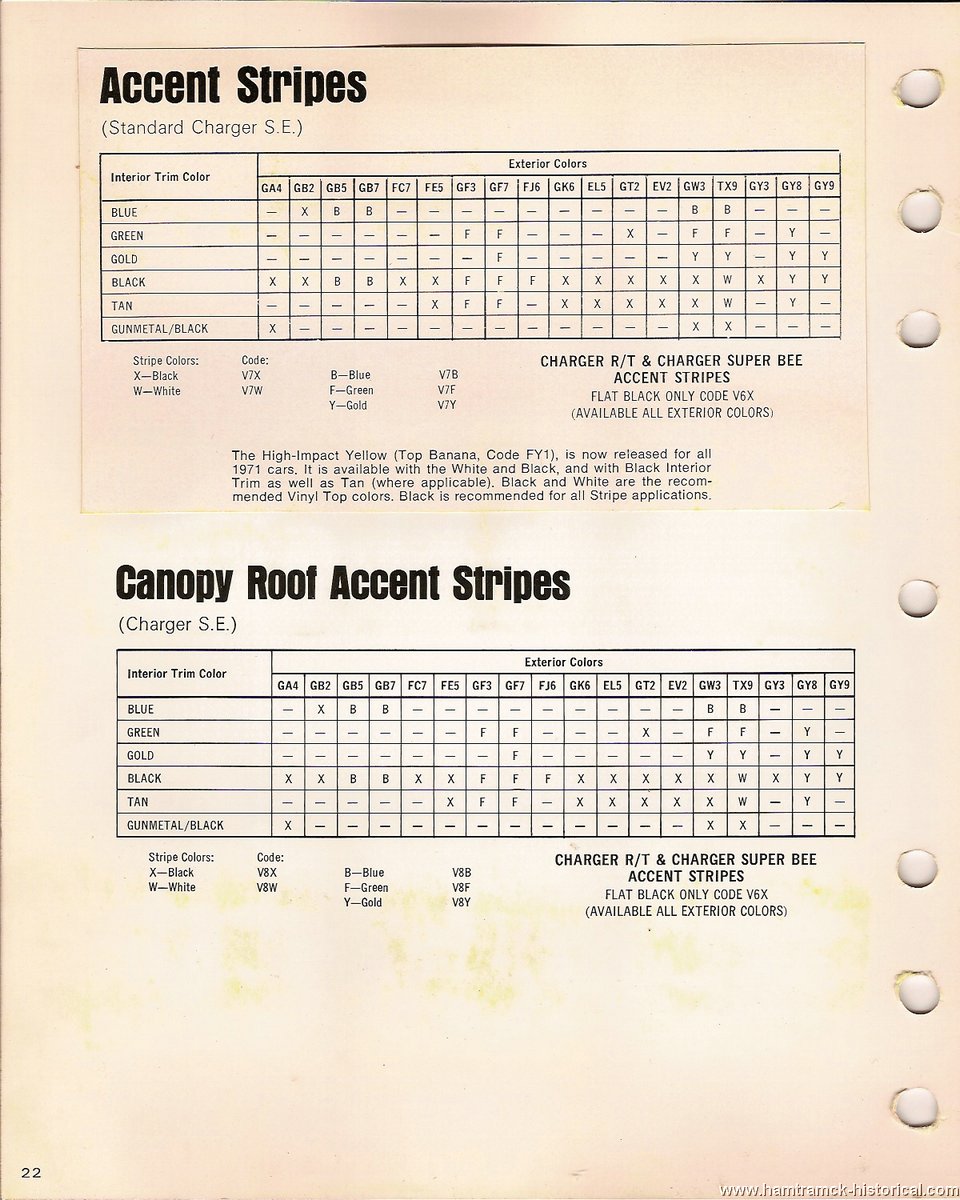 Accent Stripes
(Standard Charger S.E.)
Interior Trim Color
Exterior Colors
GA4 GB2 GB5 GB7 FC7 FE5 GF3 GF7 FJ6 GK6 EL5 GT2 EV2 GW3 TX9 GY3 GY8 GY9
BLUE — X B B — — — — — — — — — B B — — —
GREEN — — — — — — F F — — — X — F F — Y —
GOLD — — — — — — — F — — — — — Y Y — Y Y
BLACK X X B B X X F F F X X X X X W X Y Y
TAN — — — — — X F F — X X X X X W — Y —
GUNMETAL/BLACK X — — — — — — — — — — — — X X — — —
Stripe Colors: Code:
X—Black V7X B—Blue V7B
W—White V7W F—Green V7F
Y—Gold V7Y
CHARGER R/T & CHARGER SUPER BEE
ACCENT STRIPES
FLAT BLACK ONLY CODE V6X
(AVAILABLE ALL EXTERIOR COLORS)
The High-Impact Yellow (Top Banana, Code FY1), is now released for all
1971 cars. It is available with the White and Black, and with Black Interior
Trim as well as Tan (where applicable). Black and White are the recom-
mended Vinyl Top colors. Black is recommended for all Stripe applications.
Canopy Roof Accent Stripes
(Charger S.E.)
Interior Trim Color
Exterior Colors
GA4 GB2 GB5 GB7 FC7 FE5 GF3 GF7 FJ6 GK6 EL5 GT2 EV2 GW3 TX9 GY3 GY8 GY9
BLUE — X B B — — — — — — — — — B B — — —
GREEN — — — — — — F F — — — X — F F — Y —
GOLD — — — — — — — F — — — — — Y Y — Y Y
BLACK X X B B X X F F F X X X X X W X Y Y
TAN — — — — — X F F — X X X X X W — Y —
GUNMETAL/BLACK X — — — — — — — — — — — — X X — — —
Stripe Colors: Code:
X—Black V8X B—Blue V8B
W—White V8W F—Green V8F
Y—Gold V8Y
CHARGER R/T & CHARGER SUPER BEE
ACCENT STRIPES
FLAT BLACK ONLY CODE V6X
(AVAILABLE ALL EXTERIOR COLORS)
22
www.hamtramck-historical.com